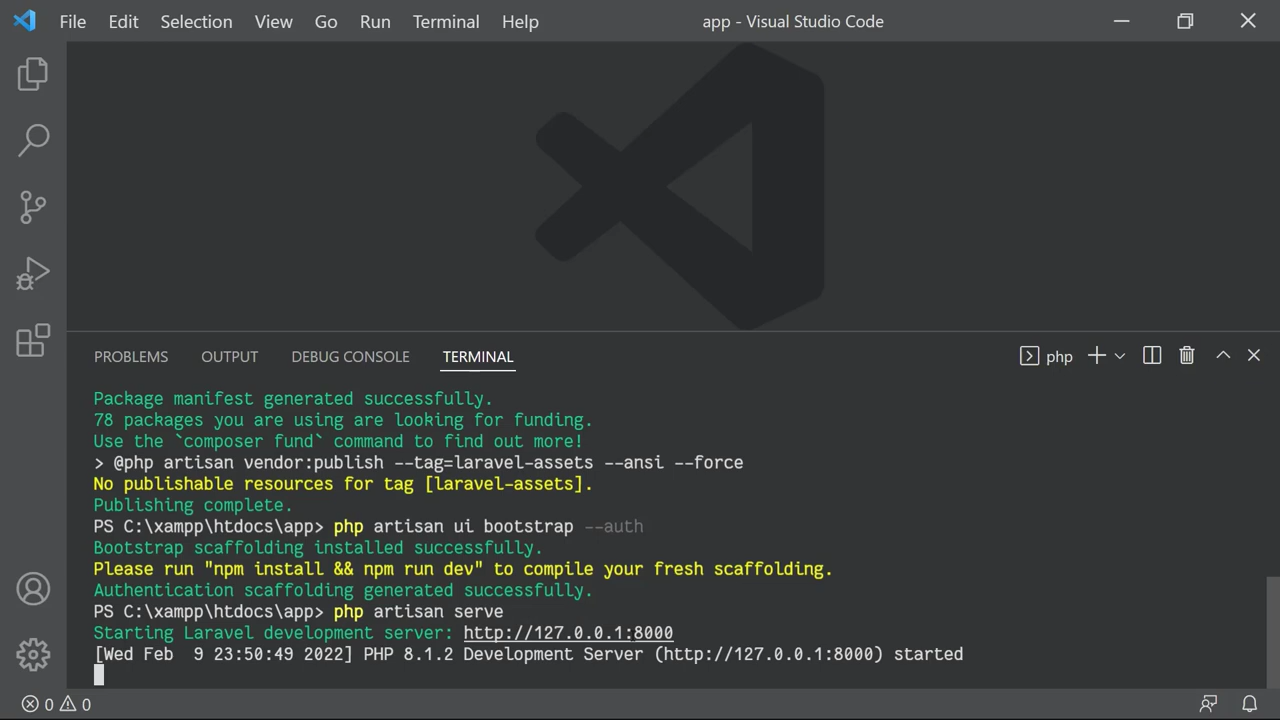 File Edit Selection View Go Run Terminal Help app - Visual Studio Code
PROBLEMS OUTPUT DEBUG CONSOLE TERMINAL php
Package manifest generated successfully.
78 packages you are using are looking for funding.
Use the `composer fund` command to find out more!
> @php artisan vendor:publish --tag=laravel-assets --ansi --force
No publishable resources for tag [laravel-assets].
Publishing complete.
PS C:\xampp\htdocs\app> php artisan ui bootstrap --auth
Bootstrap scaffolding installed successfully.
Please run "npm install && npm run dev" to compile your fresh scaffolding.
Authentication scaffolding generated successfully.
PS C:\xampp\htdocs\app> php artisan serve
Starting Laravel development server: http://127.0.0.1:8000
[Wed Feb  9 23:50:49 2022] PHP 8.1.2 Development Server (http://127.0.0.1:8000) started
0 0